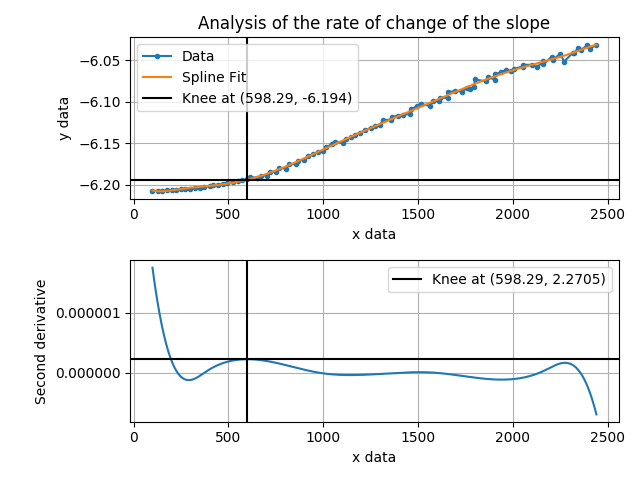 Analysis of the rate of change of the slope
Data
Spline Fit
Knee at (598.29, -6.194)
y data
−6.05
−6.10
−6.15
−6.20
0
500
1000
1500
2000
2500
x data
Knee at (598.29, 2.2705)
Second derivative
0.000001
0.000000
0
500
1000
1500
2000
2500
x data